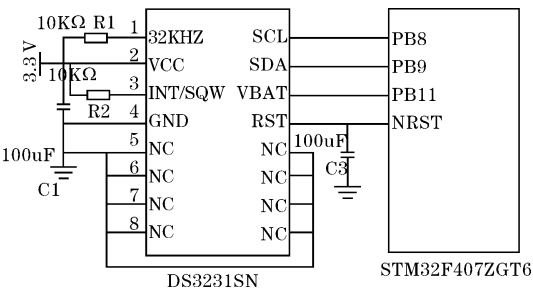 10KΩ R1
3.3 V
10KΩ
R2
100uF
C1
1 32KHZ
2 VCC
3 INT/SQW
4 GND
5 NC
6 NC
7 NC
8 NC
SCL
SDA
VBAT
RST
NC
NC
NC
NC
DS3231SN
100uF
C3
PB8
PB9
PB11
NRST
STM32F407ZGT6